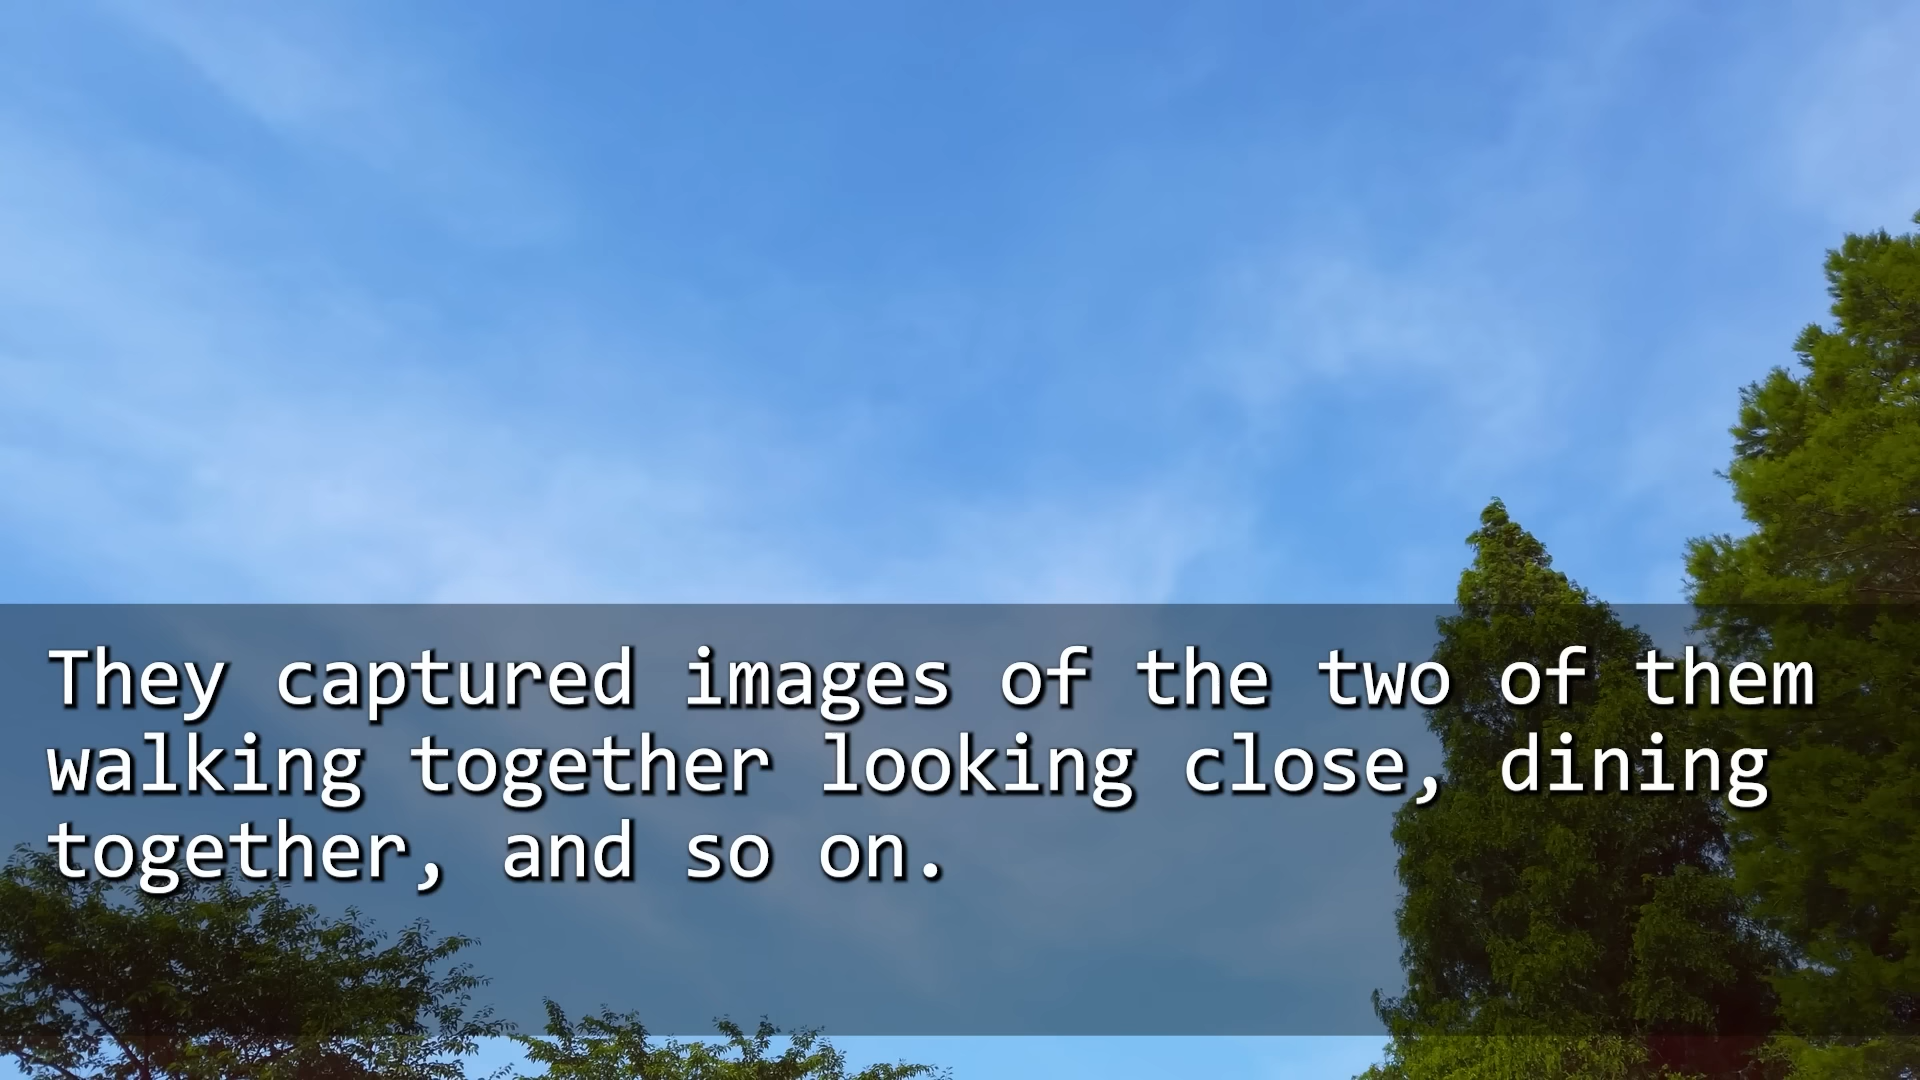 They captured images of the two of them
walking together looking close, dining
together, and so on.